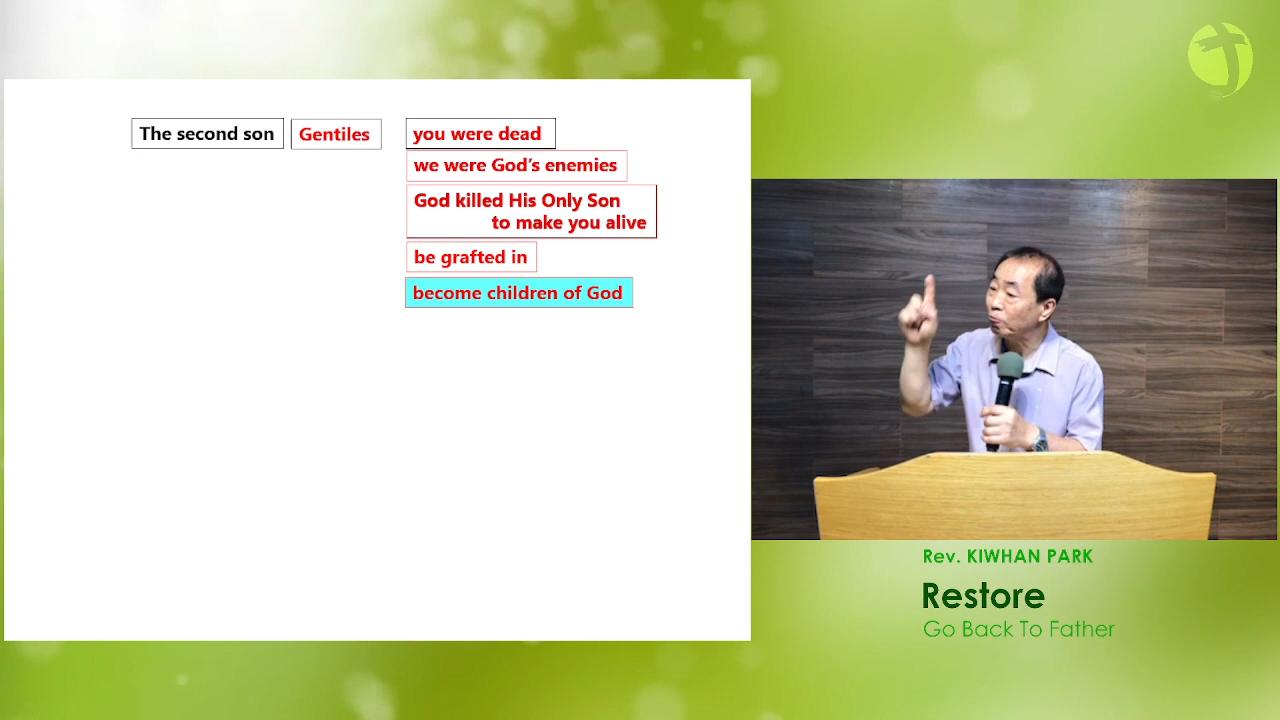 The second son
Gentiles
you were dead
we were God's enemies
God killed His Only Son
to make you alive
be grafted in
become children of God
Rev. KIWHAN PARK
Restore
Go Back To Father